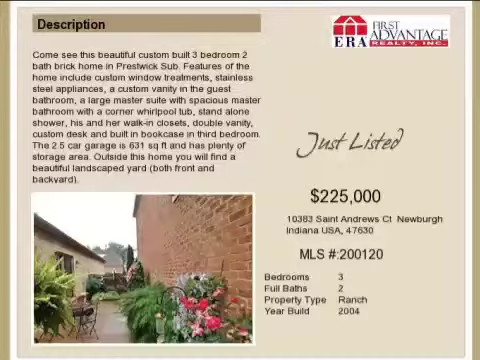 Description
Come see this beautiful custom built 3 bedroom 2
bath brick home in Prestwick Sub. Features of the
home include custom window treatments, stainless
steel appliances, a custom vanity in the guest
bathroom, a large master suite with spacious master
bathroom with a corner whirlpool tub, stand alone
shower, his and her walk-in closets, double vanity,
custom desk and built in bookcase in third bedroom.
The 2.5 car garage is 631 sq ft and has plenty of
storage area. Outside this home you will find a
beautiful landscaped yard (both front and
backyard).
ERA FIRST ADVANTAGE
REALTY, INC.
Just Listed
$225,000
10383 Saint Andrews Ct Newburgh
Indiana USA, 47630
MLS #:200120
Bedrooms 3
Full Baths 2
Property Type Ranch
Year Build 2004